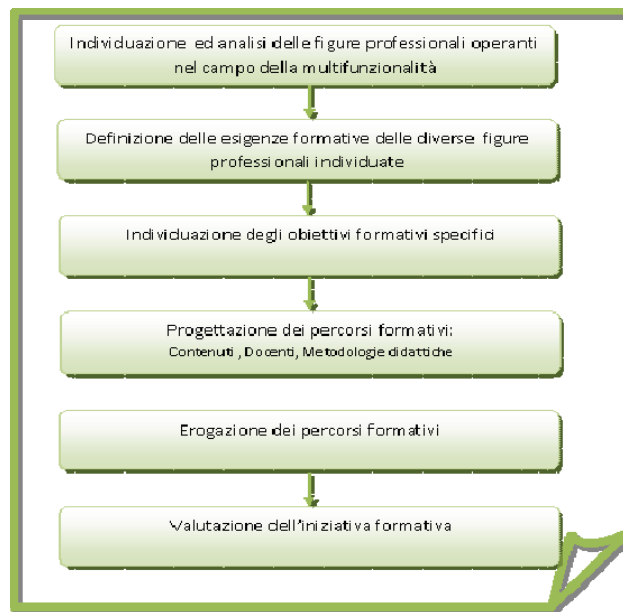 Individuazione ed analisi delle figure professionali operanti
nel campo della multifunzionalità
Definizione delle esigenze formative delle diverse figure
professionali individuate
Individuazione degli obiettivi formativi specifici
Progettazione dei percorsi formativi:
Contenuti , Docenti, Metodologie didattiche
Erogazione dei percorsi formativi
Valutazione dell'iniziativa formativa